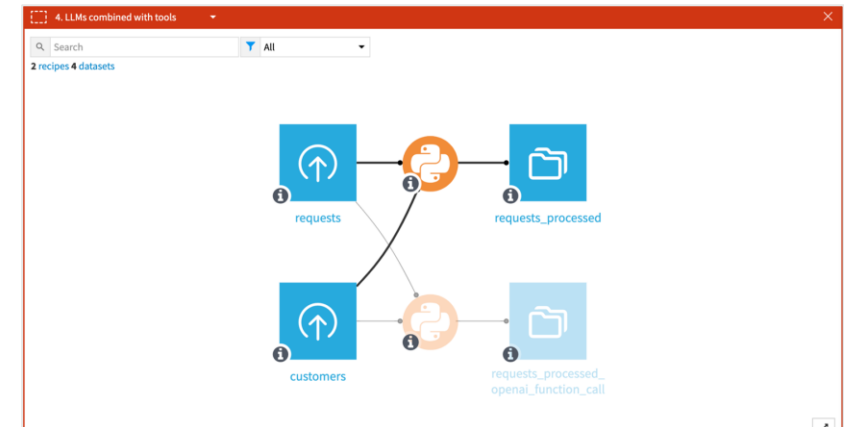 4. LLMs combined with tools
Search
All
2 recipes 4 datasets
requests
requests_processed
customers
requests_processed_
openai_function_call